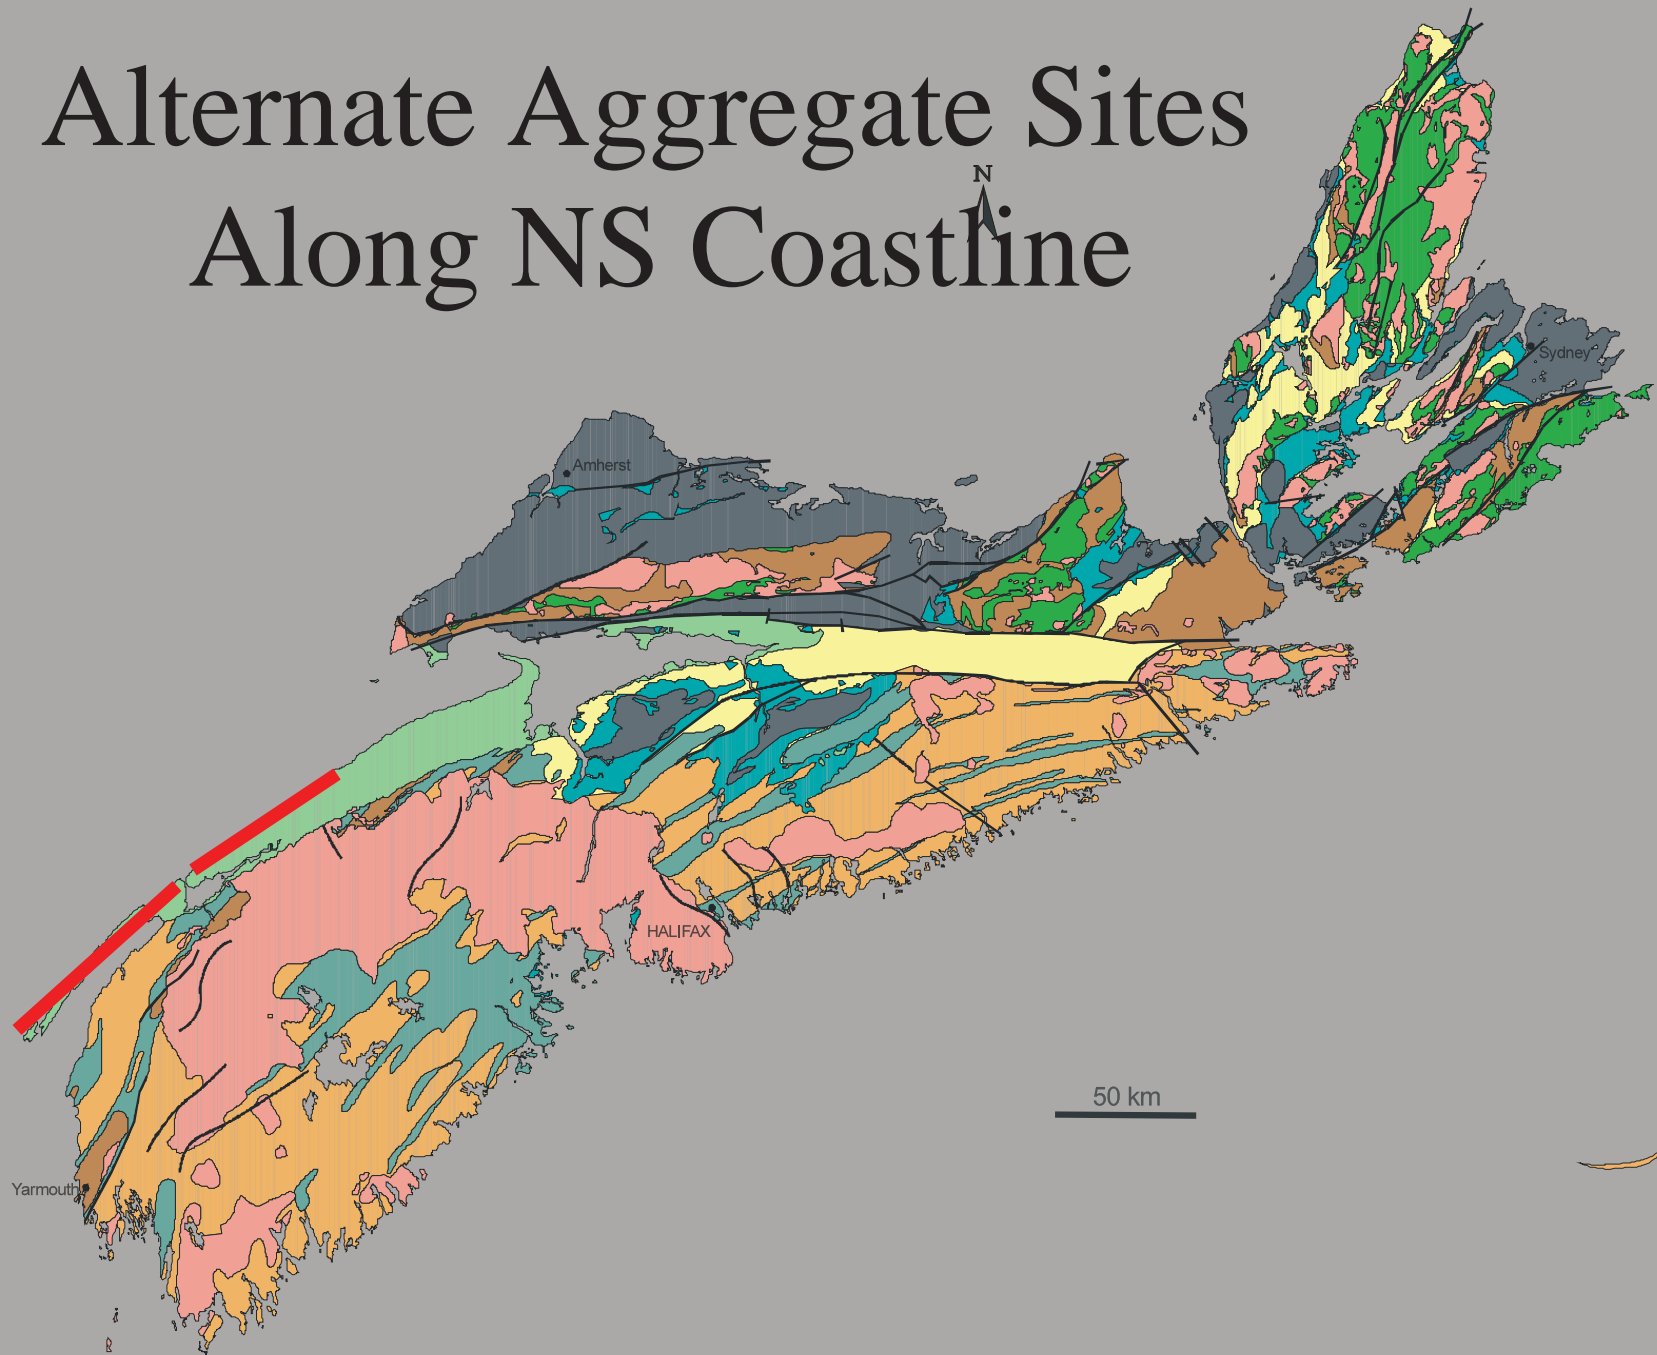 Alternate Aggregate Sites
N
Along NS Coastline
Sydney
Amherst
HALIFAX
50 km
Yarmouth